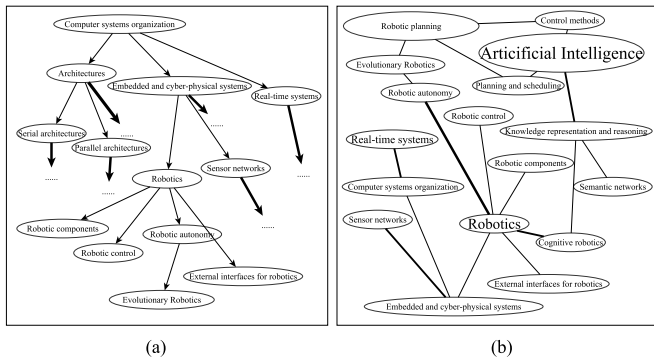 Computer systems organization
Architectures
Embedded and cyber-physical systems
Real-time systems
......
......
Serial architectures
Parallel architectures
......
......
......
Robotics
Sensor networks
......
Robotic components
Robotic control
Robotic autonomy
External interfaces for robotics
Evolutionary Robotics
(a)
Robotic planning
Control methods
Articificial Intelligence
Evolutionary Robotics
Planning and scheduling
Robotic autonomy
Robotic control
Knowledge representation and reasoning
Real-time systems
Robotic components
Computer systems organization
Semantic networks
Sensor networks
Robotics
Cognitive robotics
External interfaces for robotics
Embedded and cyber-physical systems
(b)